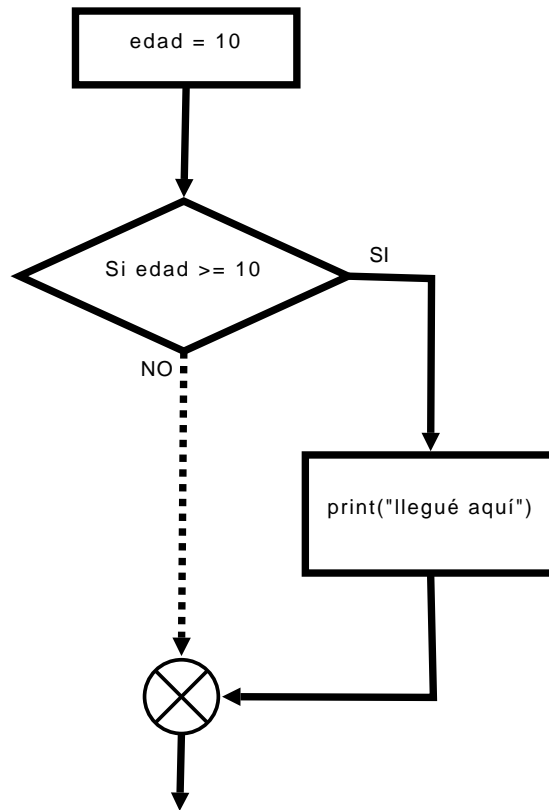 edad = 10
Si edad >= 10
SI
NO
print("llegué aquí")